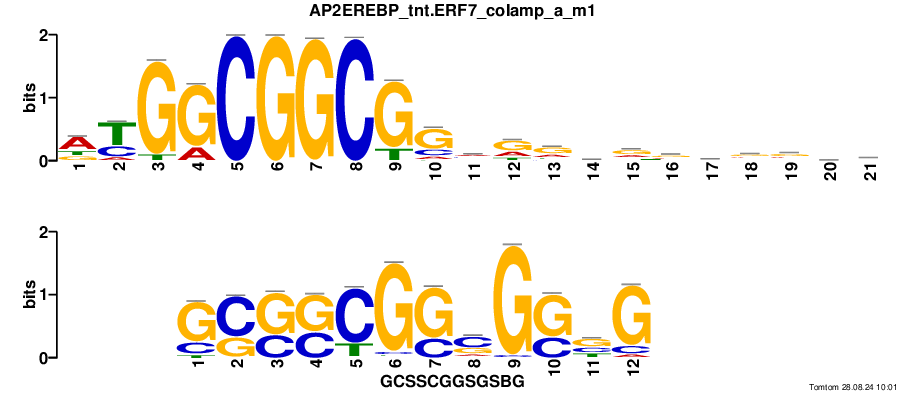 AP2EREBP_tnt.ERF7_colamp_a_m1
2
1
0
bits
1 2 3 4 5 6 7 8 9 10 11 12 13 14 15 16 17 18 19 20 21
2
1
0
bits
1 2 3 4 5 6 7 8 9 10 11 12
GCSSCGGSGSBG
Tomtom 28.08.24 10:01